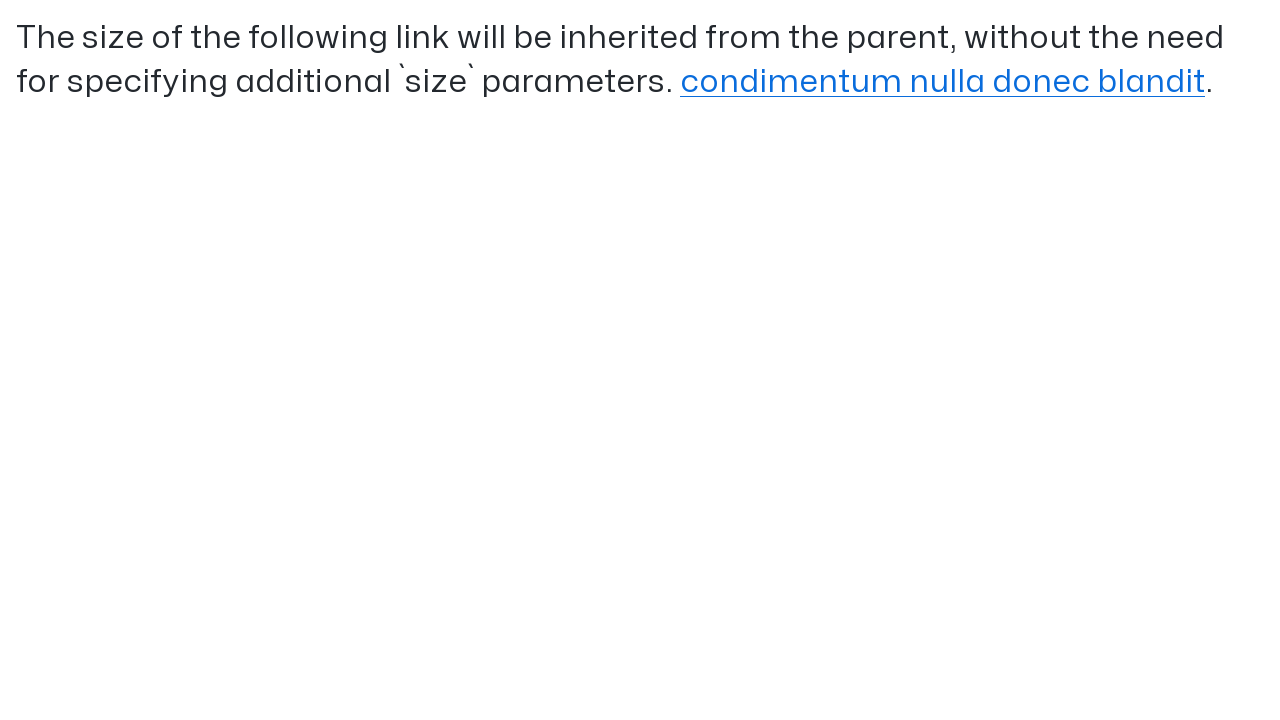 The size of the following link will be inherited from the parent, without the need
for specifying additional `size` parameters. condimentum nulla donec blandit.